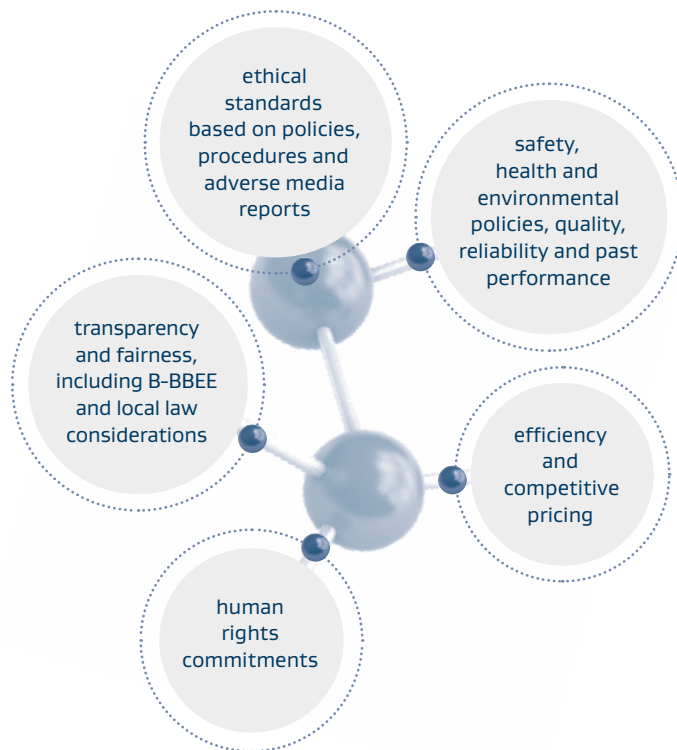 ethical
standards
based on policies,
procedures and
adverse media
reports
safety,
health and
environmental
policies, quality,
reliability and past
performance
transparency
and fairness,
including B-BBEE
and local law
considerations
efficiency
and
competitive
pricing
human
rights
commitments